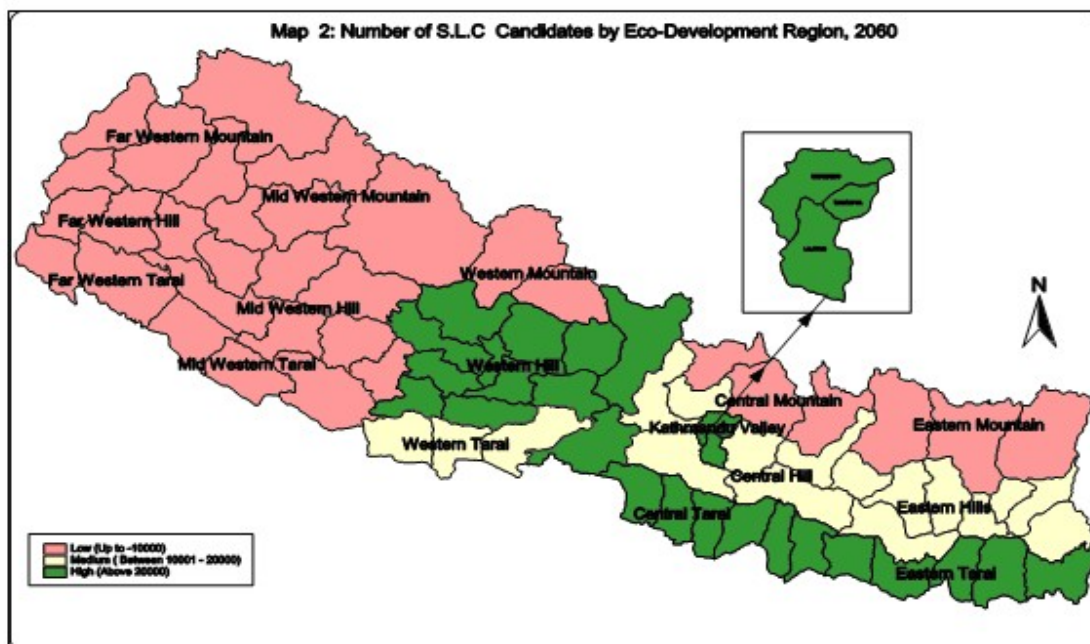 Map 2: Number of S.L.C Candidates by Eco-Development Region, 2060
Far Western Mountain
Mid Western Mountain
Far Western Hill
Far Western Tarai
Western Mountain
Mid Western Hill
Mid Western Tarai
Western Hill
Western Tarai
N
Central Mountain
Kathmandu Valley
Eastern Mountain
Central Hill
Eastern Hills
Central Tarai
Eastern Tarai
Low (Up to -10000)
Medium ( Between 10001 - 20000)
High (Above 20000)